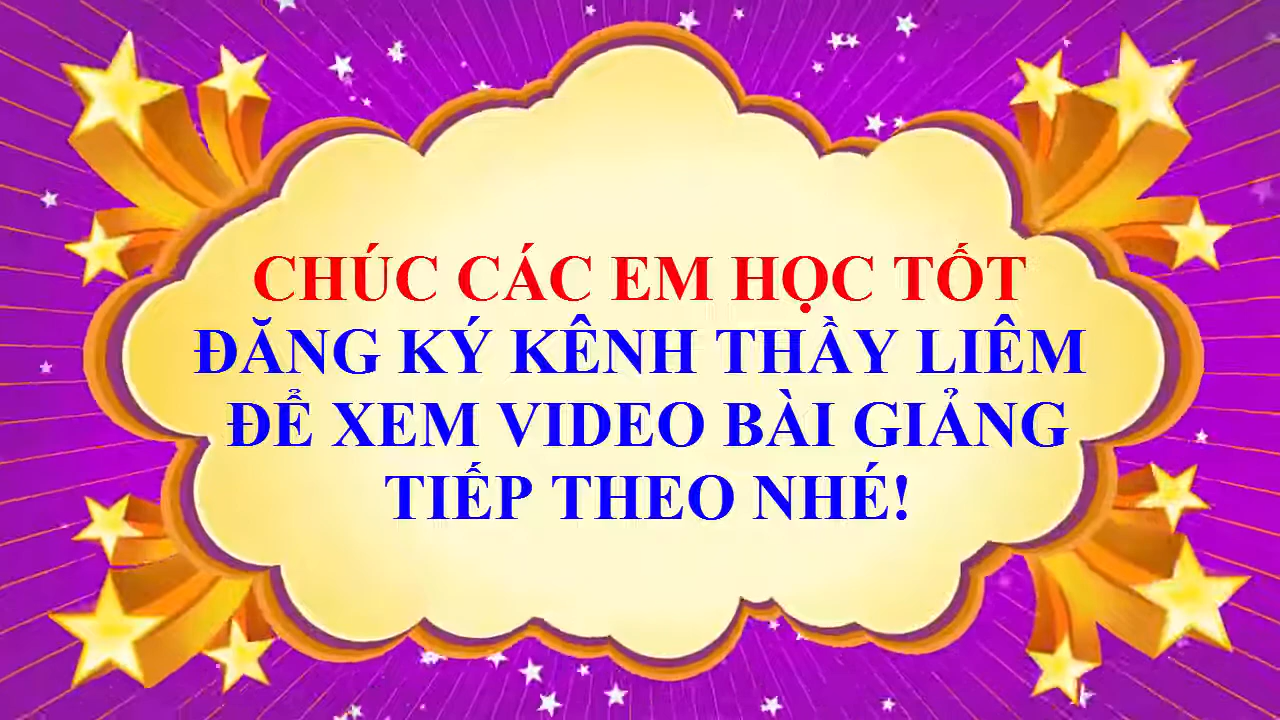 CHÚC CÁC EM HỌC TỐT
ĐĂNG KÝ KÊNH THẦY LIÊM
ĐỂ XEM VIDEO BÀI GIẢNG
TIẾP THEO NHÉ!